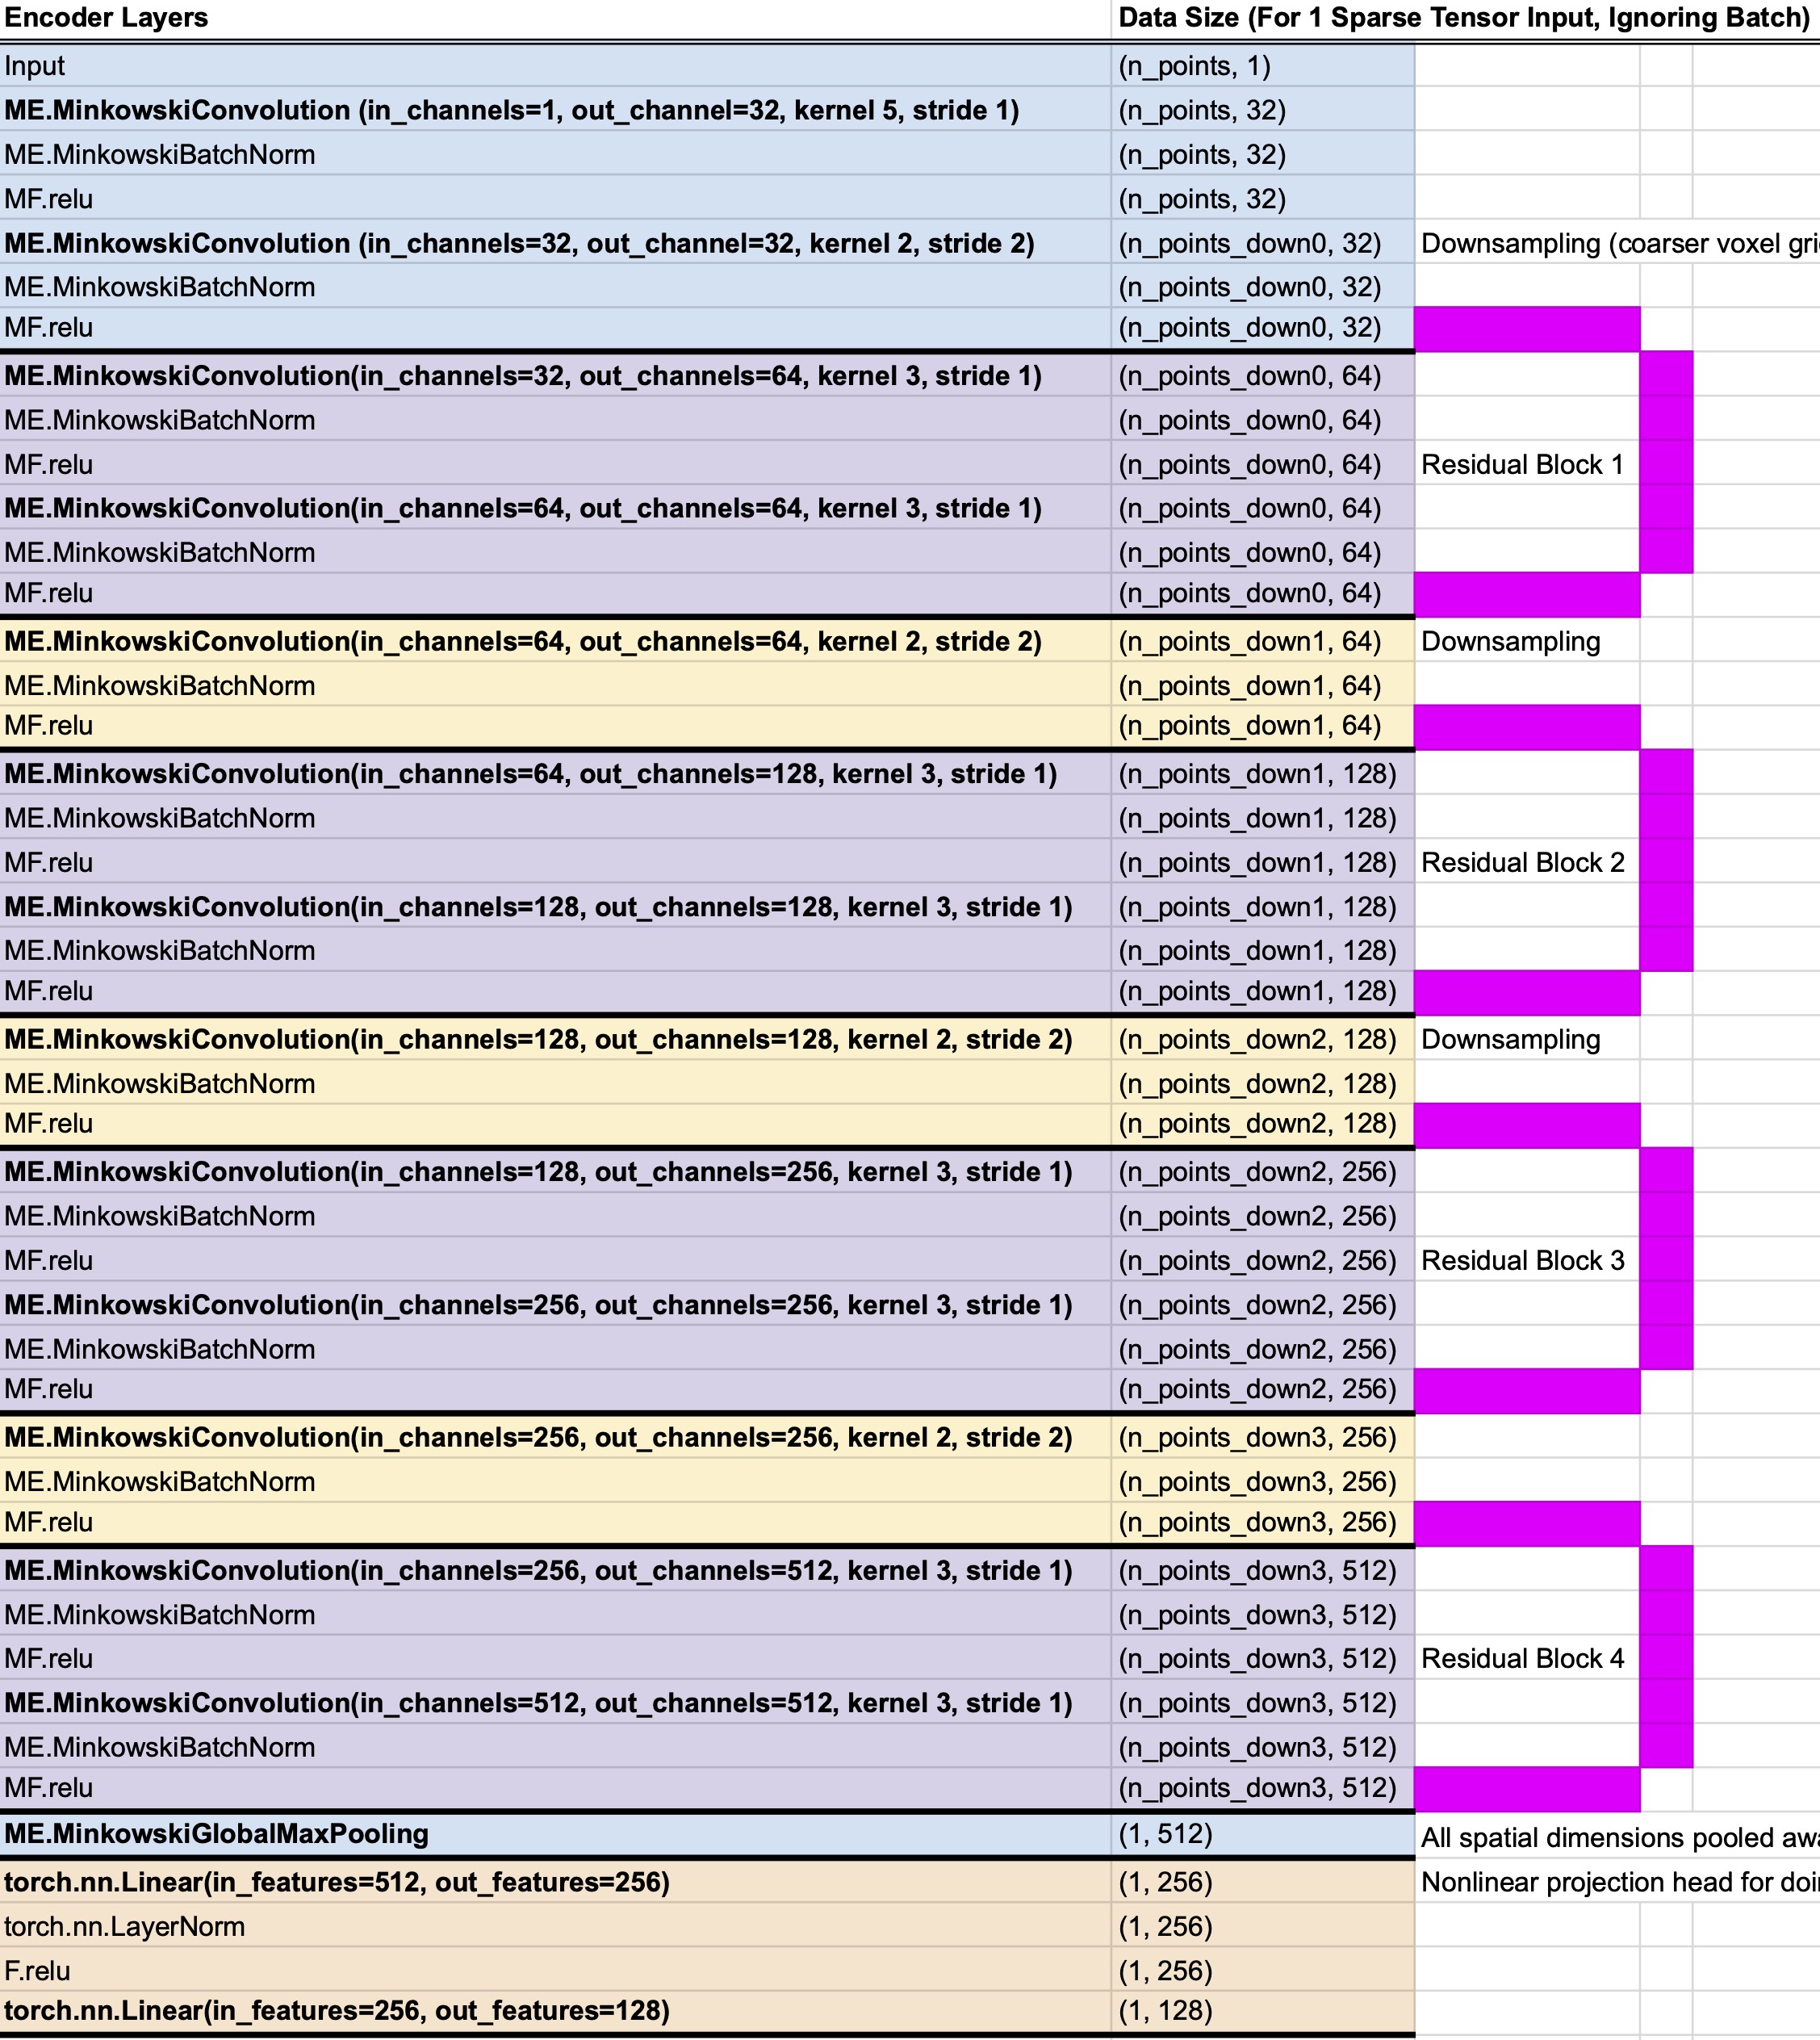 Encoder Layers Data Size (For 1 Sparse Tensor Input, Ignoring Batch)
Input (n_points, 1)
ME.MinkowskiConvolution (in_channels=1, out_channel=32, kernel 5, stride 1) (n_points, 32)
ME.MinkowskiBatchNorm (n_points, 32)
MF.relu (n_points, 32)
ME.MinkowskiConvolution (in_channels=32, out_channel=32, kernel 2, stride 2) (n_points_down0, 32) Downsampling (coarser voxel gri
ME.MinkowskiBatchNorm (n_points_down0, 32)
MF.relu (n_points_down0, 32)
ME.MinkowskiConvolution(in_channels=32, out_channels=64, kernel 3, stride 1) (n_points_down0, 64)
ME.MinkowskiBatchNorm (n_points_down0, 64)
MF.relu (n_points_down0, 64) Residual Block 1
ME.MinkowskiConvolution(in_channels=64, out_channels=64, kernel 3, stride 1) (n_points_down0, 64)
ME.MinkowskiBatchNorm (n_points_down0, 64)
MF.relu (n_points_down0, 64)
ME.MinkowskiConvolution(in_channels=64, out_channels=64, kernel 2, stride 2) (n_points_down1, 64) Downsampling
ME.MinkowskiBatchNorm (n_points_down1, 64)
MF.relu (n_points_down1, 64)
ME.MinkowskiConvolution(in_channels=64, out_channels=128, kernel 3, stride 1) (n_points_down1, 128)
ME.MinkowskiBatchNorm (n_points_down1, 128)
MF.relu (n_points_down1, 128) Residual Block 2
ME.MinkowskiConvolution(in_channels=128, out_channels=128, kernel 3, stride 1) (n_points_down1, 128)
ME.MinkowskiBatchNorm (n_points_down1, 128)
MF.relu (n_points_down1, 128)
ME.MinkowskiConvolution(in_channels=128, out_channels=128, kernel 2, stride 2) (n_points_down2, 128) Downsampling
ME.MinkowskiBatchNorm (n_points_down2, 128)
MF.relu (n_points_down2, 128)
ME.MinkowskiConvolution(in_channels=128, out_channels=256, kernel 3, stride 1) (n_points_down2, 256)
ME.MinkowskiBatchNorm (n_points_down2, 256)
MF.relu (n_points_down2, 256) Residual Block 3
ME.MinkowskiConvolution(in_channels=256, out_channels=256, kernel 3, stride 1) (n_points_down2, 256)
ME.MinkowskiBatchNorm (n_points_down2, 256)
MF.relu (n_points_down2, 256)
ME.MinkowskiConvolution(in_channels=256, out_channels=256, kernel 2, stride 2) (n_points_down3, 256)
ME.MinkowskiBatchNorm (n_points_down3, 256)
MF.relu (n_points_down3, 256)
ME.MinkowskiConvolution(in_channels=256, out_channels=512, kernel 3, stride 1) (n_points_down3, 512)
ME.MinkowskiBatchNorm (n_points_down3, 512)
MF.relu (n_points_down3, 512) Residual Block 4
ME.MinkowskiConvolution(in_channels=512, out_channels=512, kernel 3, stride 1) (n_points_down3, 512)
ME.MinkowskiBatchNorm (n_points_down3, 512)
MF.relu (n_points_down3, 512)
ME.MinkowskiGlobalMaxPooling (1, 512) All spatial dimensions pooled awa
torch.nn.Linear(in_features=512, out_features=256) (1, 256) Nonlinear projection head for doi
torch.nn.LayerNorm (1, 256)
F.relu (1, 256)
torch.nn.Linear(in_features=256, out_features=128) (1, 128)